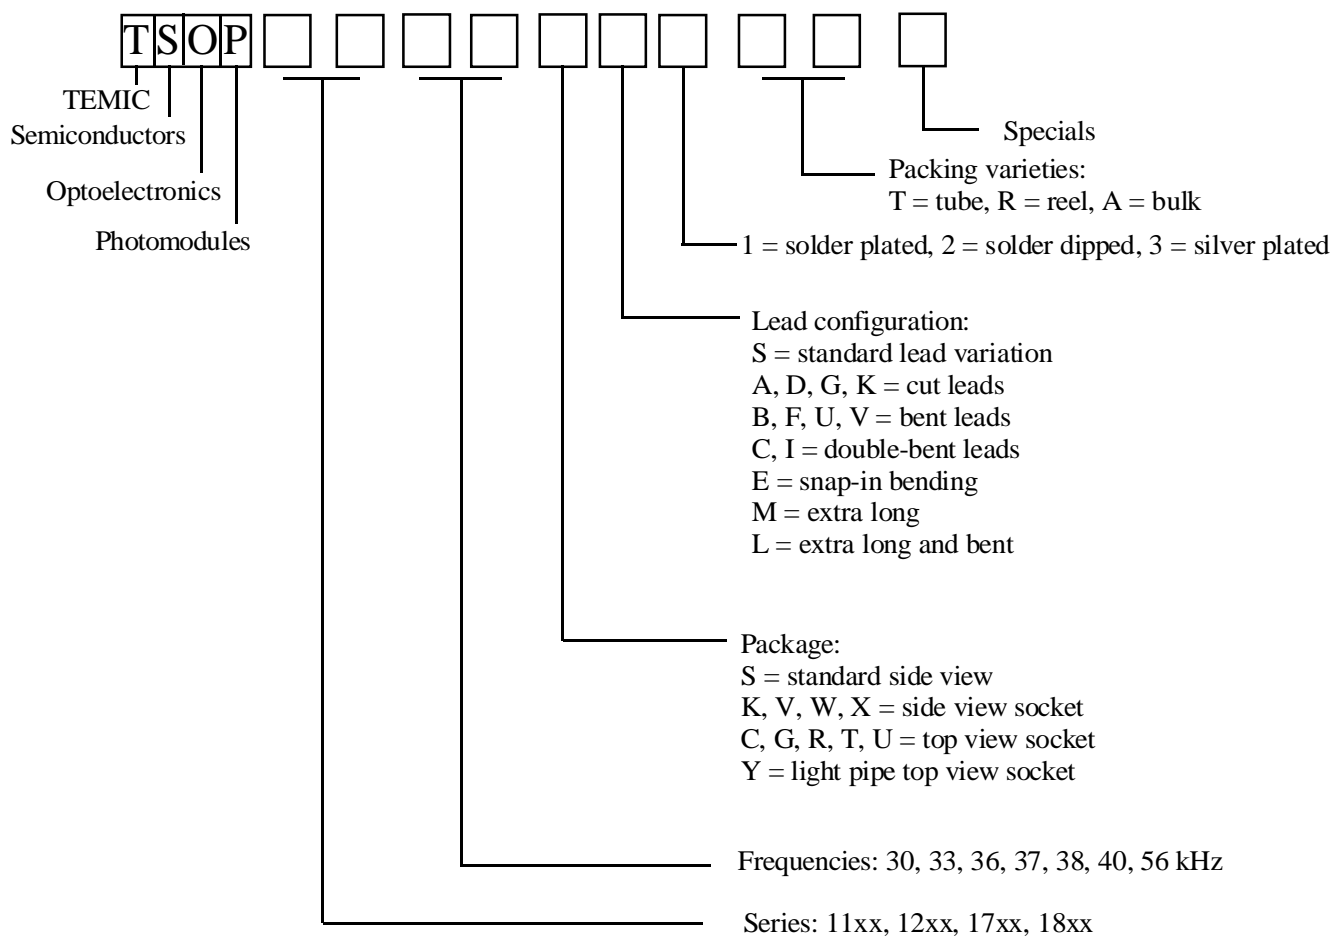 TSOP
TEMIC
Semiconductors
Optoelectronics
Photomodules
Specials
Packing varieties:
T = tube, R = reel, A = bulk
1 = solder plated, 2 = solder dipped, 3 = silver plated
Lead configuration:
S = standard lead variation
A, D, G, K = cut leads
B, F, U, V = bent leads
C, I = double-bent leads
E = snap-in bending
M = extra long
L = extra long and bent
Package:
S = standard side view
K, V, W, X = side view socket
C, G, R, T, U = top view socket
Y = light pipe top view socket
Frequencies: 30, 33, 36, 37, 38, 40, 56 kHz
Series: 11xx, 12xx, 17xx, 18xx